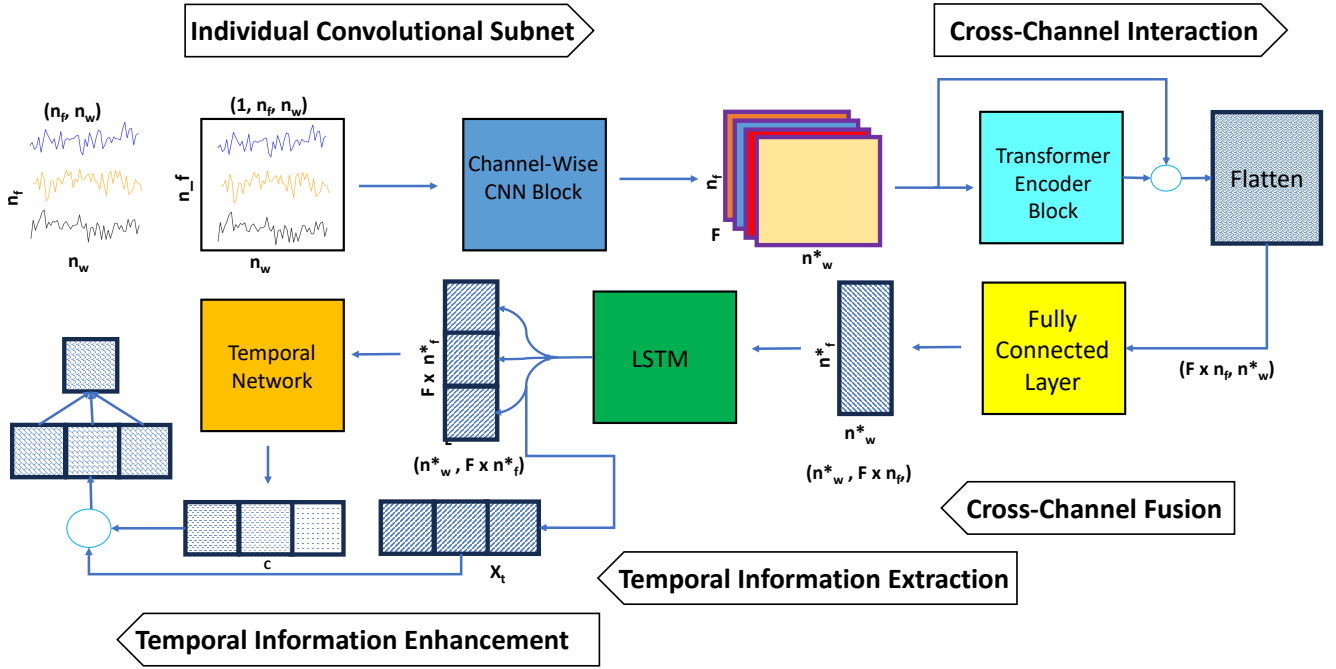 Individual Convolutional Subnet
Cross-Channel Interaction
(n_f, n_w)
n_f
n_w
(1, n_f, n_w)
n_f
n_w
Channel-Wise
CNN Block
n_f
F
n*_w
Transformer
Encoder
Block
Flatten
(F x n_f, n*_w)
Fully
Connected
Layer
n*_f
n*_w
(n*_w , F x n_f,)
Cross-Channel Fusion
LSTM
F x n*_f
(n*_w , F x n*_f)
Temporal
Network
c
X_t
Temporal Information Extraction
Temporal Information Enhancement